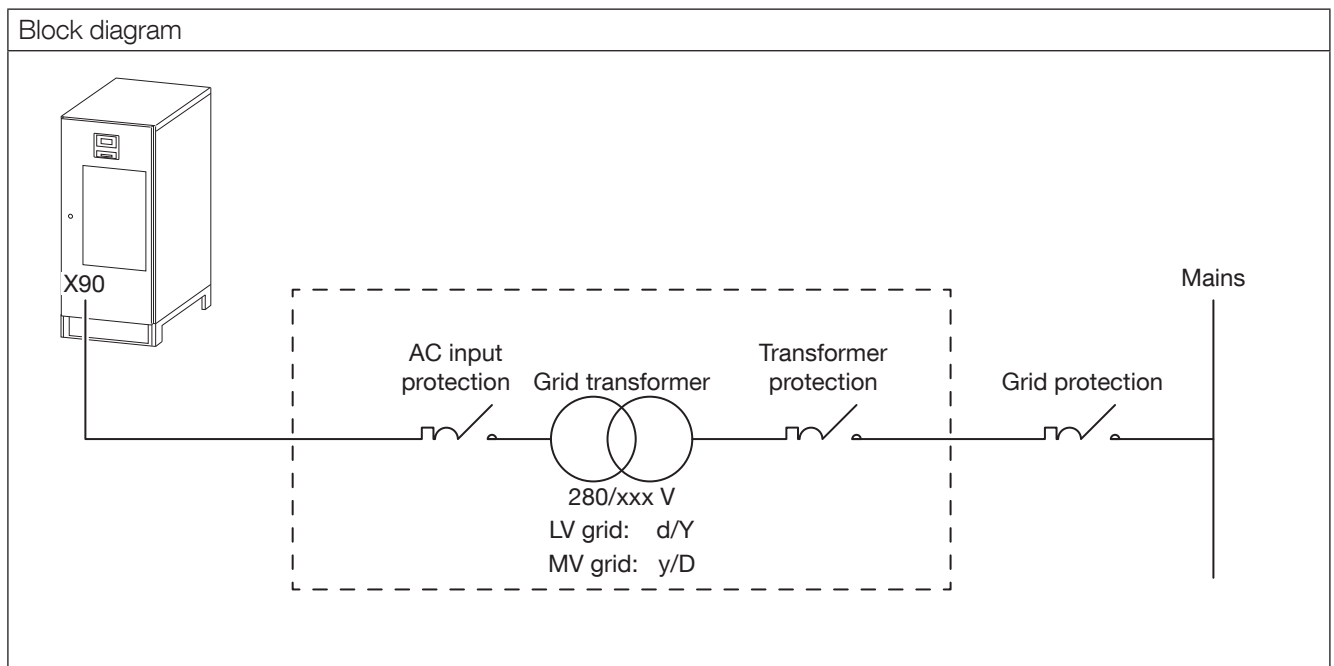 Block diagram
X90
Mains
AC input
protection
Grid transformer
Transformer
protection
Grid protection
280/xxx V
LV grid: d/Y
MV grid: y/D